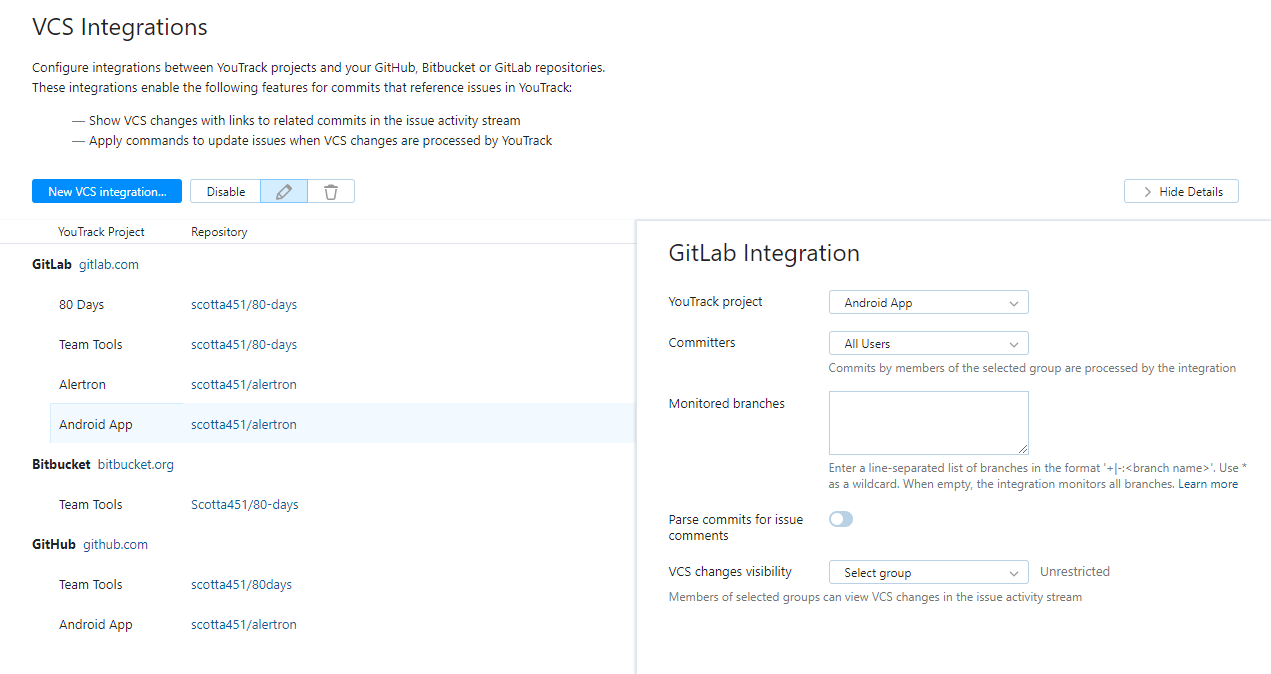 VCS Integrations
Configure integrations between YouTrack projects and your GitHub, Bitbucket or GitLab repositories.
These integrations enable the following features for commits that reference issues in YouTrack:
— Show VCS changes with links to related commits in the issue activity stream
— Apply commands to update issues when VCS changes are processed by YouTrack
New VCS integration... Disable Hide Details
YouTrack Project Repository
GitLab gitlab.com
80 Days scotta451/80-days
Team Tools scotta451/80-days
Alertron scotta451/alertron
Android App scotta451/alertron
Bitbucket bitbucket.org
Team Tools Scotta451/80-days
GitHub github.com
Team Tools scotta451/80days
Android App scotta451/alertron
GitLab Integration
YouTrack project Android App
Committers All Users
Commits by members of the selected group are processed by the integration
Monitored branches
Enter a line-separated list of branches in the format '+|-:<branch name>'. Use *
as a wildcard. When empty, the integration monitors all branches. Learn more
Parse commits for issue
comments
VCS changes visibility Select group Unrestricted
Members of selected groups can view VCS changes in the issue activity stream